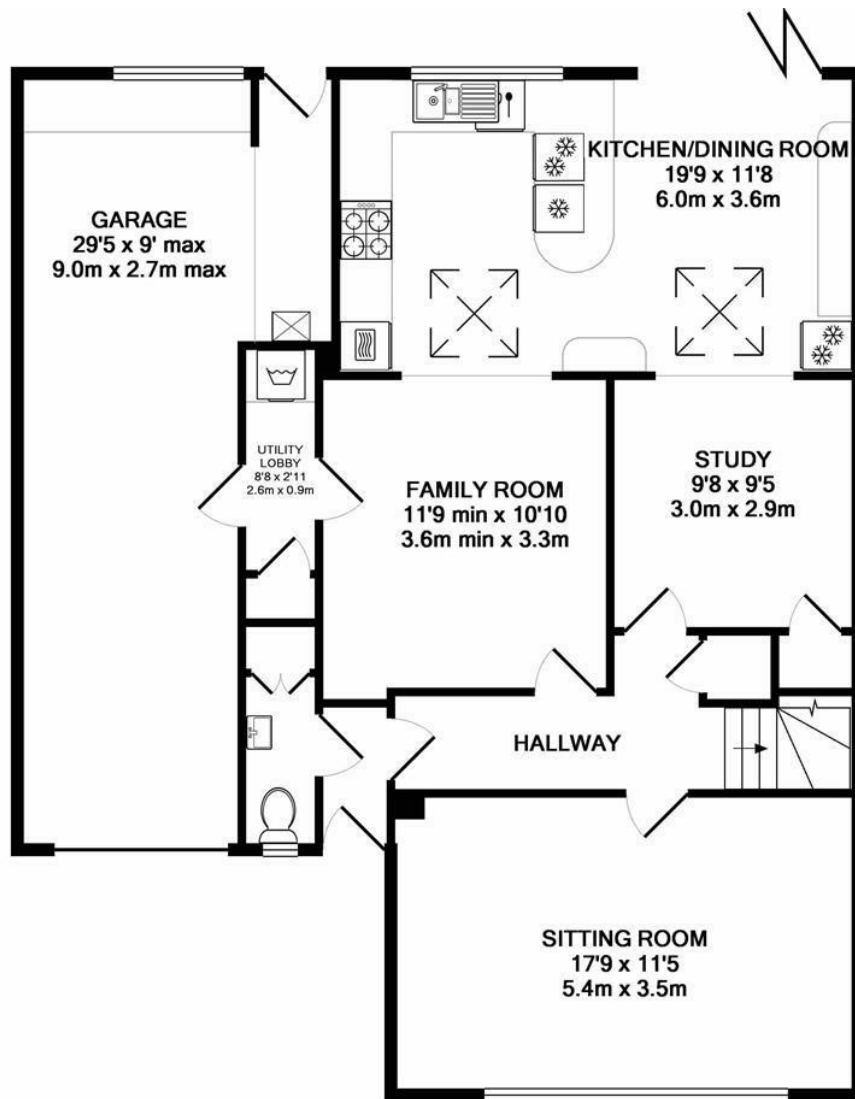 KITCHEN/DINING ROOM
19'9 x 11'8
6.0m x 3.6m
GARAGE
29'5 x 9' max
9.0m x 2.7m max
UTILITY
LOBBY
8'8 x 2'11
2.6m x 0.9m
FAMILY ROOM
11'9 min x 10'10
3.6m min x 3.3m
STUDY
9'8 x 9'5
3.0m x 2.9m
HALLWAY
SITTING ROOM
17'9 x 11'5
5.4m x 3.5m